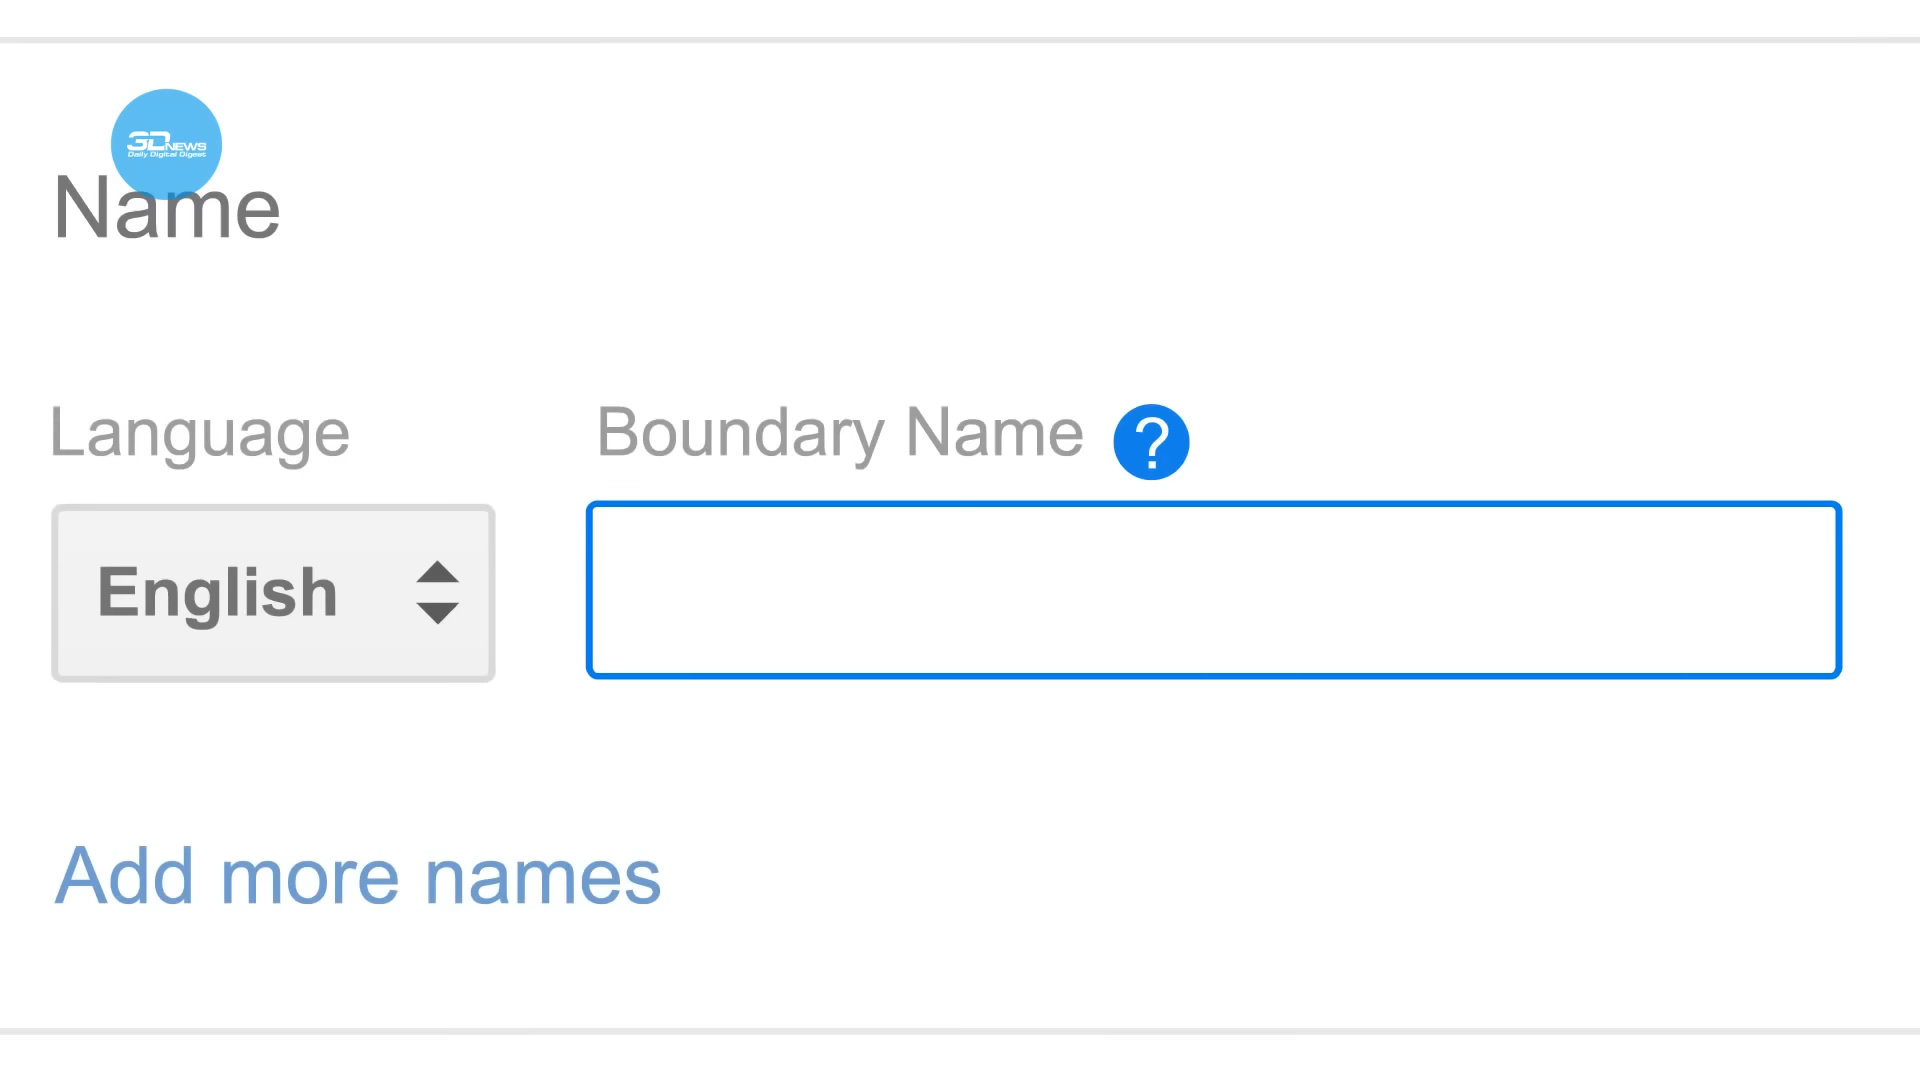 3DNEWS
Daily Digital Digest
Name
Language
Boundary Name ?
English
Add more names